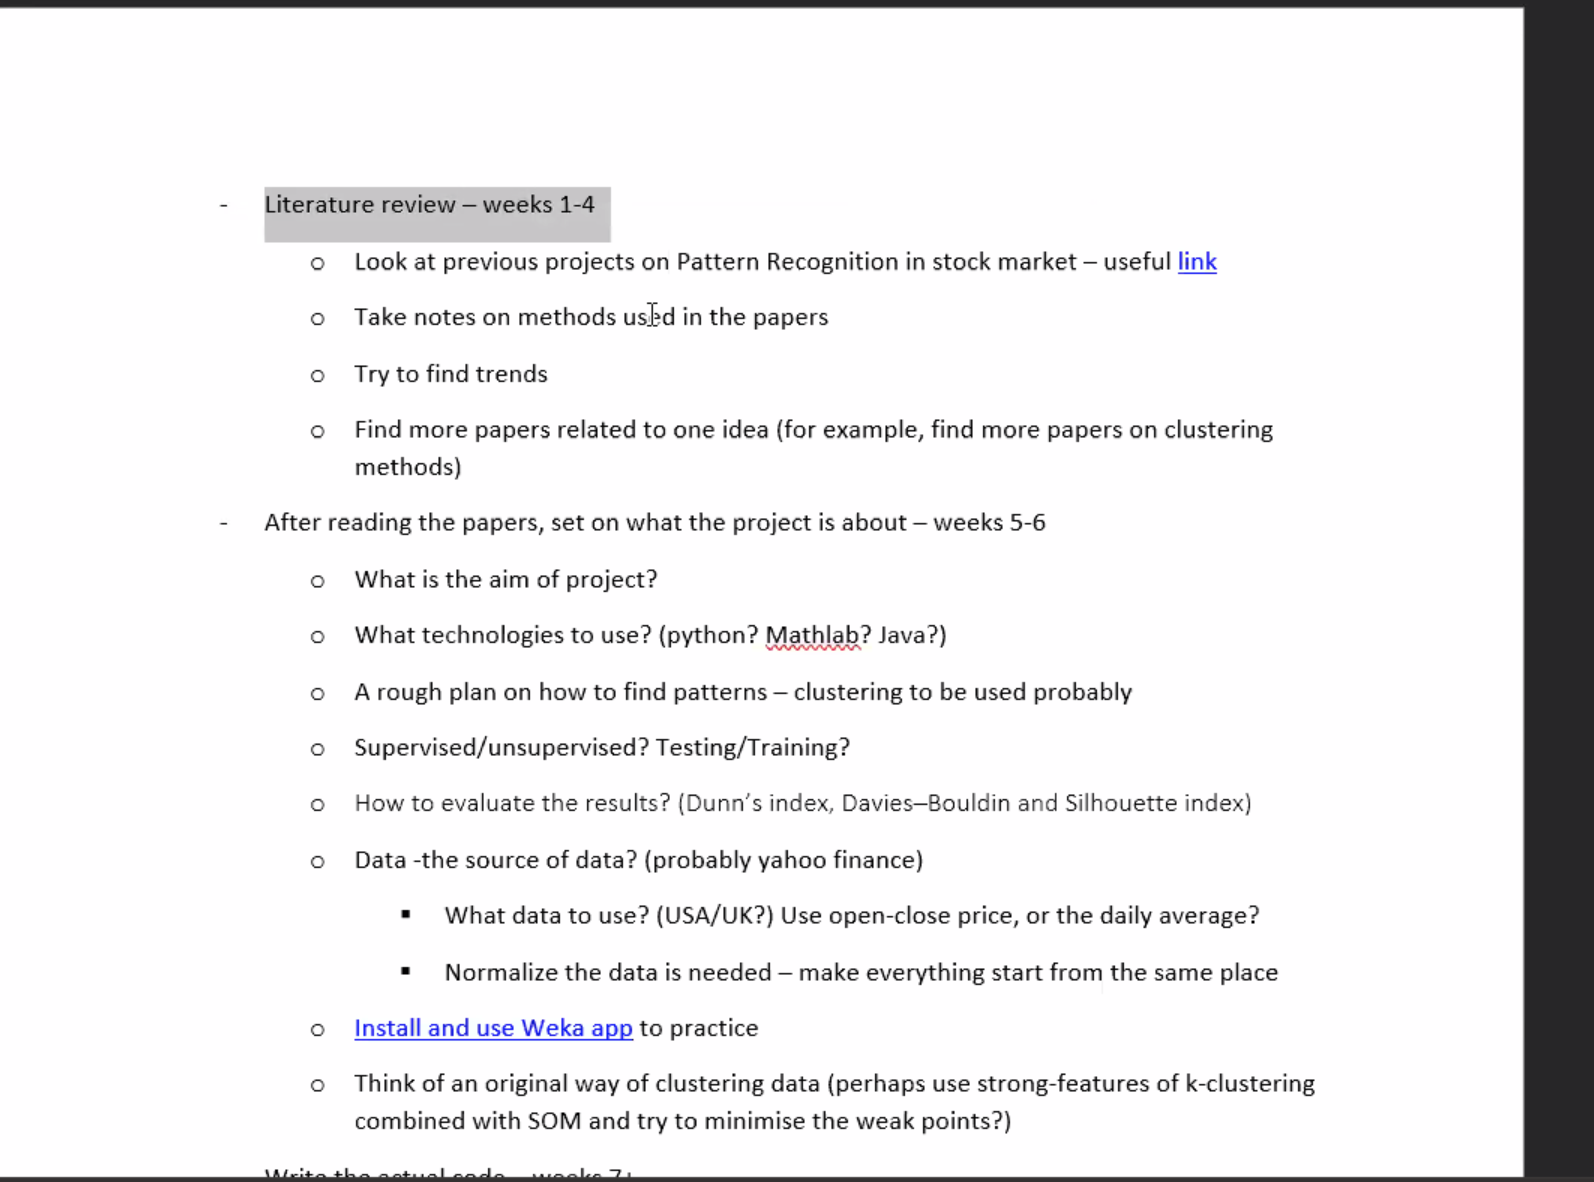 - Literature review – weeks 1-4
o Look at previous projects on Pattern Recognition in stock market – useful link
o Take notes on methods used in the papers
o Try to find trends
o Find more papers related to one idea (for example, find more papers on clustering
methods)
- After reading the papers, set on what the project is about – weeks 5-6
o What is the aim of project?
o What technologies to use? (python? Mathlab? Java?)
o A rough plan on how to find patterns – clustering to be used probably
o Supervised/unsupervised? Testing/Training?
o How to evaluate the results? (Dunn’s index, Davies–Bouldin and Silhouette index)
o Data -the source of data? (probably yahoo finance)
▪ What data to use? (USA/UK?) Use open-close price, or the daily average?
▪ Normalize the data is needed – make everything start from the same place
o Install and use Weka app to practice
o Think of an original way of clustering data (perhaps use strong-features of k-clustering
combined with SOM and try to minimise the weak points?)
Write the actual code – weeks 7+